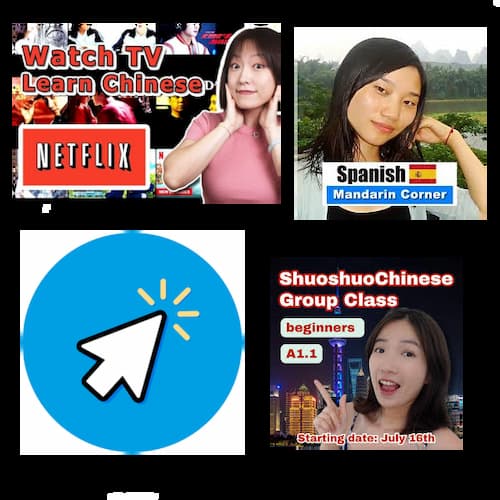 Watch TV
Learn Chinese
NETFLIX
Spanish
Mandarin Corner
ShuoshuoChinese
Group Class
beginners
A1.1
Starting date: July 16th